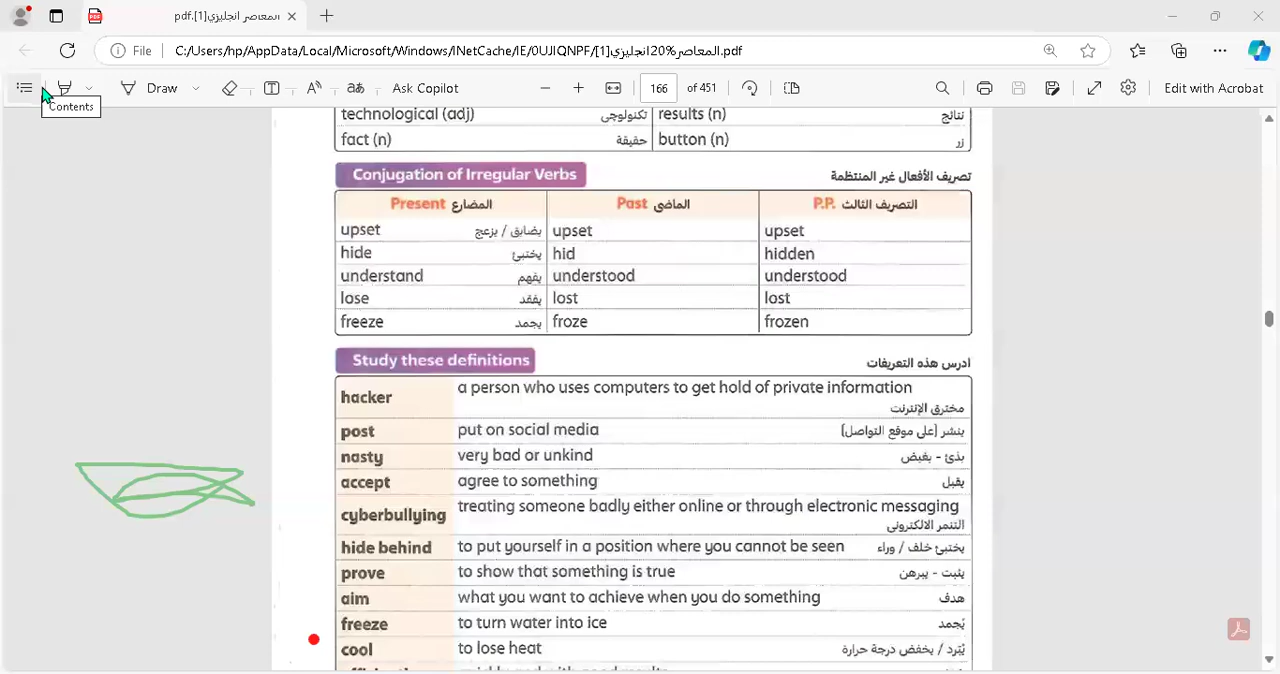 المعاصر انجليزي[1].pdf
File C:/Users/hp/AppData/Local/Microsoft/Windows/INetCache/IE/0UJIQNPF/المعاصر%20انجليزي[1].pdf
Draw Ask Copilot 166 of 451 Edit with Acrobat
Contents
technological (adj) تكنولوجى results (n) نتائج
fact (n) حقيقة button (n) زر
Conjugation of Irregular Verbs تصريف الأفعال غير المنتظمة
Present المضارع Past الماضى P.P. التصريف الثالث
upset يضايق / يزعج upset upset
hide يختبئ hid hidden
understand يفهم understood understood
lose يفقد lost lost
freeze يجمد froze frozen
Study these definitions ادرس هذه التعريفات
hacker a person who uses computers to get hold of private information
مخترق الإنترنت
post put on social media ينشر (على موقع التواصل)
nasty very bad or unkind بذئ - بغيض
accept agree to something يقبل
cyberbullying treating someone badly either online or through electronic messaging
التنمر الالكترونى
hide behind to put yourself in a position where you cannot be seen يختبئ خلف / وراء
prove to show that something is true يثبت - يبرهن
aim what you want to achieve when you do something هدف
freeze to turn water into ice يُجمد
cool to lose heat يُبّرد / يخفض درجة حرارة